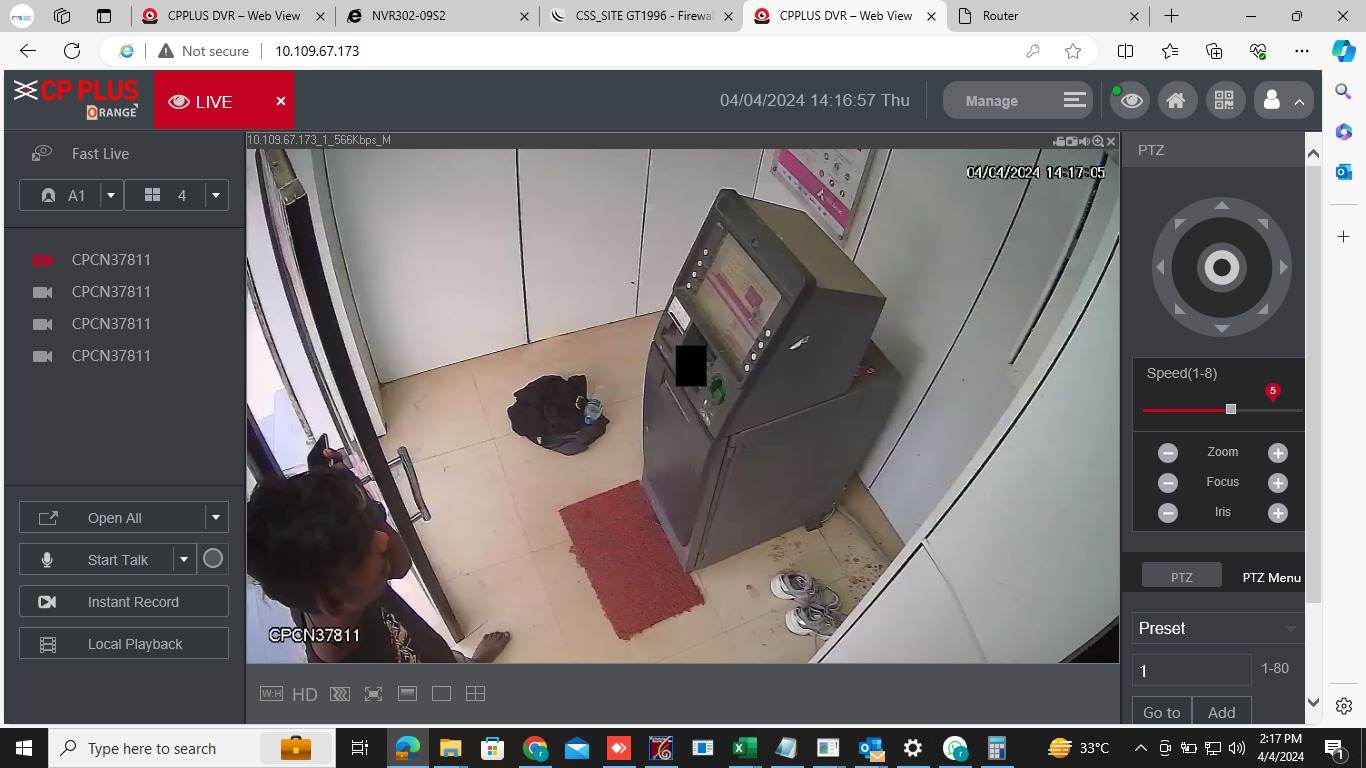 CPPLUS DVR – Web View
NVR302-09S2
CSS_SITE GT1996 - Firewal
CPPLUS DVR – Web View
Router
Not secure
10.109.67.173
CP PLUS
ORANGE
LIVE
04/04/2024 14:16:57 Thu
Manage
Fast Live
A1
4
CPCN37811
CPCN37811
CPCN37811
CPCN37811
Open All
Start Talk
Instant Record
Local Playback
10.109.67.173_1_566Kbps_M
04/04/2024 14:17:05
CPCN37811
W:H
HD
PTZ
Speed(1-8)
5
Zoom
Focus
Iris
PTZ
PTZ Menu
Preset
1
1-80
Go to
Add
Type here to search
33°C
2:17 PM
4/4/2024
1